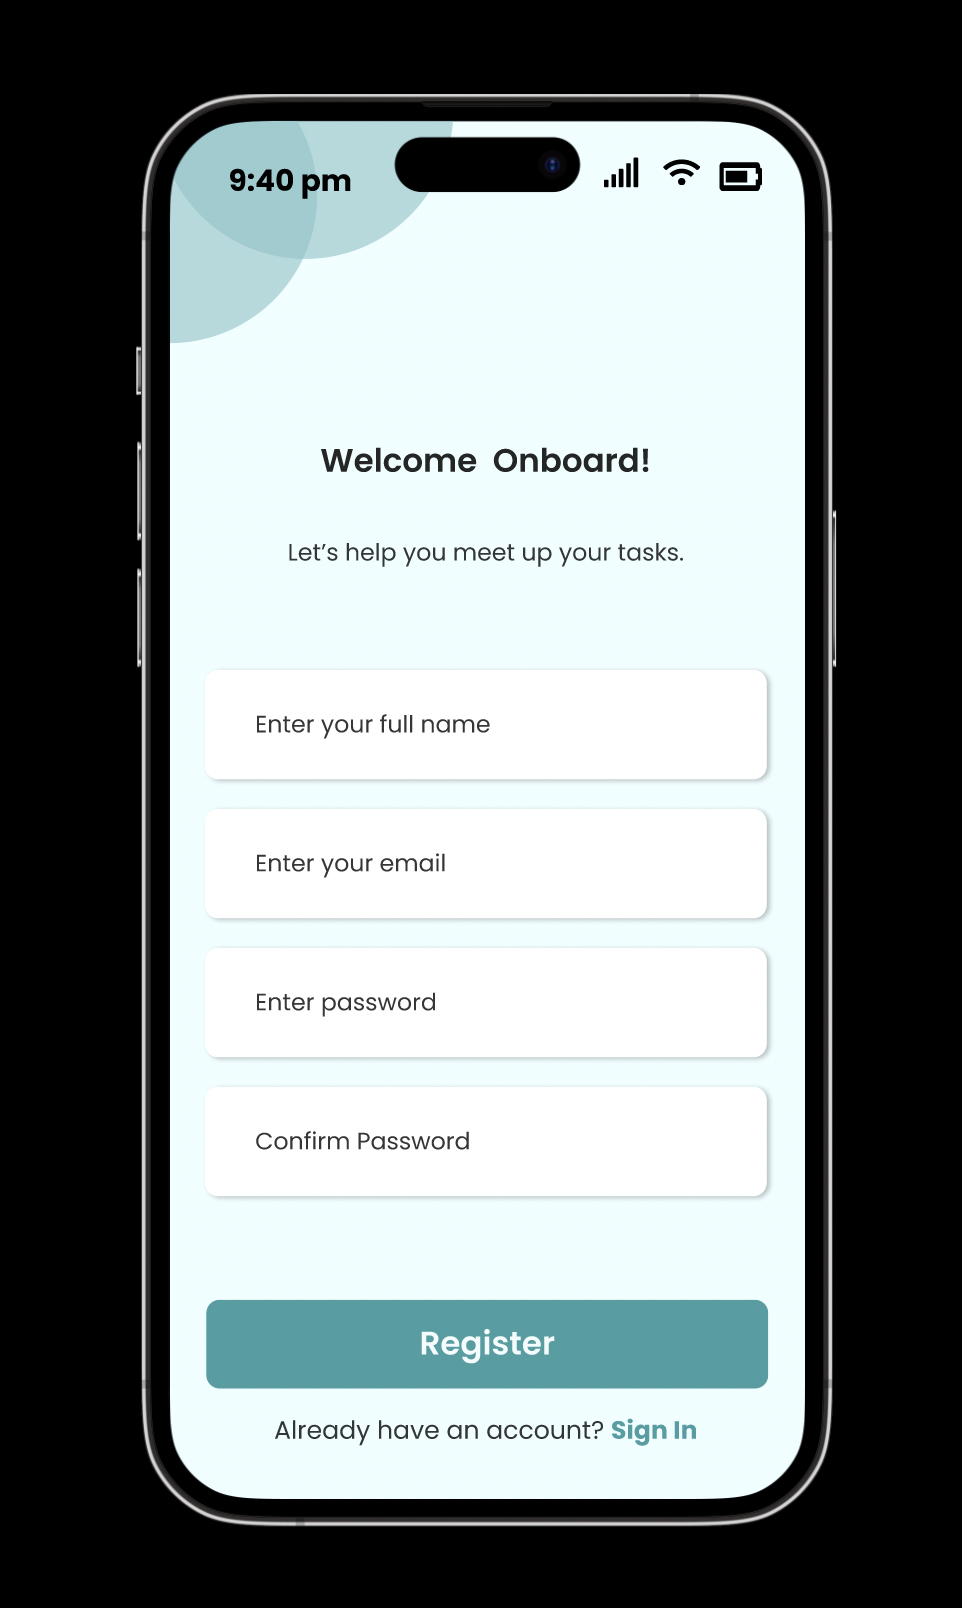 9:40 pm
Welcome Onboard!
Let’s help you meet up your tasks.
Enter your full name
Enter your email
Enter password
Confirm Password
Register
Already have an account? Sign In